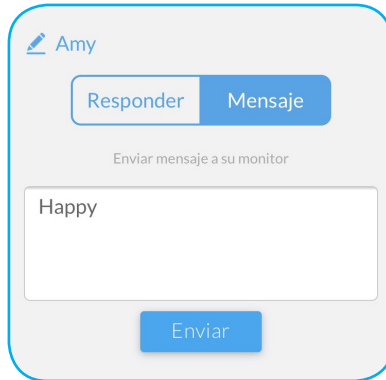 Amy
Responder Mensaje
Enviar mensaje a su monitor
Happy
Enviar